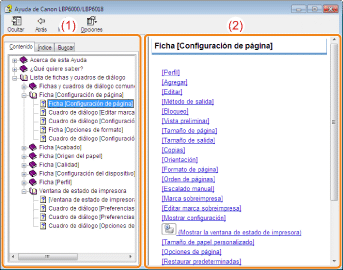 Ayuda de Canon LBP6000/LBP6018
Ocultar Atrás Opciones
(1) (2)
Contenido Índice Buscar
Acerca de esta Ayuda
¿Qué quiere saber?
Lista de fichas y cuadros de diálogo
Fichas y cuadros de diálogo comune
Ficha [Configuración de página]
Ficha [Configuración de página]
Cuadro de diálogo [Editar marca
Cuadro de diálogo [Configuració
Ficha [Opciones de formato]
Cuadro de diálogo [Configuració
Ficha [Acabado]
Ficha [Origen del papel]
Ficha [Calidad]
Ficha [Configuración del dispositivo]
Ficha [Perfil]
Ventana de estado de impresora
[Ventana de estado de impresora
Cuadro de diálogo [Preferencias
Cuadro de diálogo [Preferencias
Cuadro de diálogo [Opciones de
Ficha [Configuración de página]
[Perfil]
[Agregar]
[Editar]
[Método de salida]
[Bloqueo]
[Vista preliminar]
[Tamaño de página]
[Tamaño de salida]
[Copias]
[Orientación]
[Formato de página]
[Orden de páginas]
[Escalado manual]
[Marca sobreimpresa]
[Editar marca sobreimpresa]
[Mostrar configuración]
(Mostrar la ventana de estado de impresora)
[Tamaño de papel personalizado]
[Opciones de página]
[Restaurar predeterminadas]